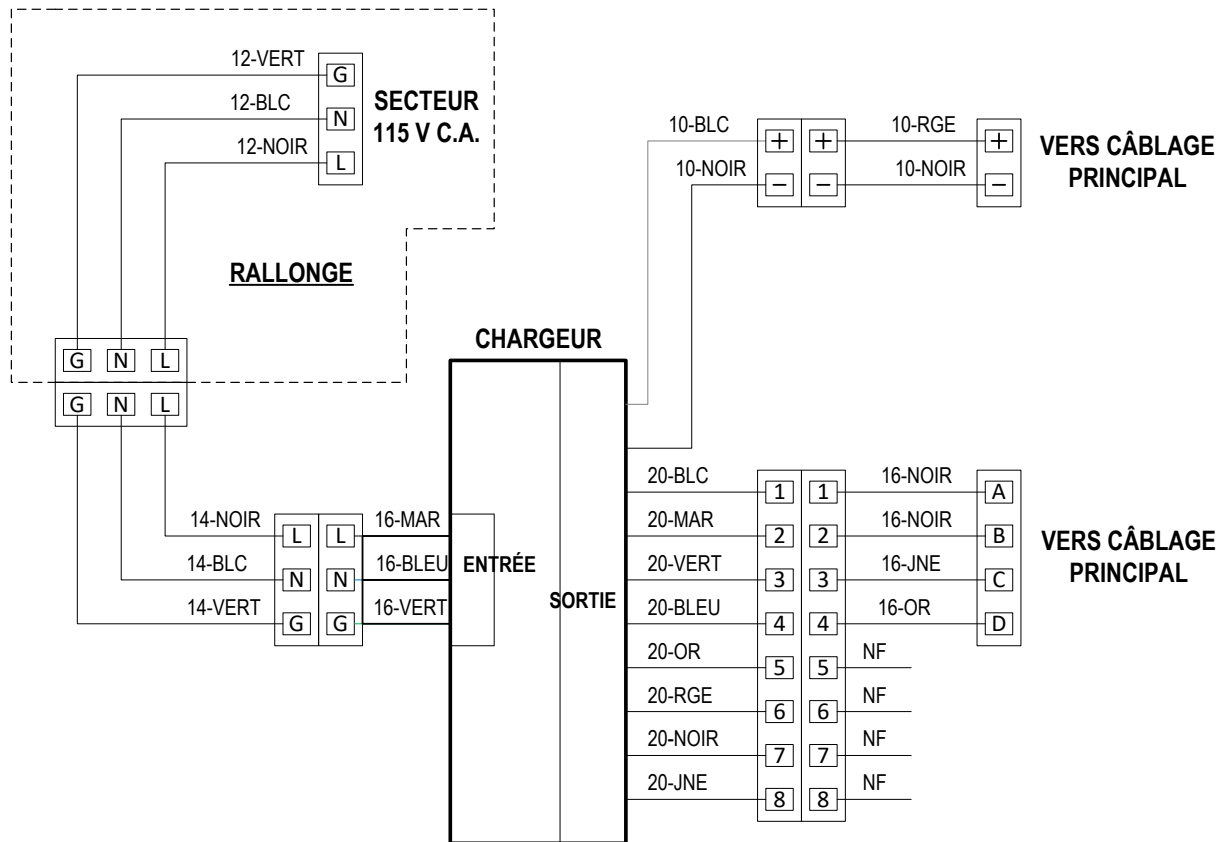 12-VERT
G
12-BLC
N
12-NOIR
L
SECTEUR
115 V C.A.
RALLONGE
G N L
G N L
14-NOIR L L 16-MAR
14-BLC N N 16-BLEU
14-VERT G G 16-VERT
CHARGEUR
ENTRÉE
SORTIE
10-BLC + + 10-RGE +
10-NOIR − − 10-NOIR −
VERS CÂBLAGE
PRINCIPAL
20-BLC 1 1 16-NOIR A
20-MAR 2 2 16-NOIR B
20-VERT 3 3 16-JNE C
20-BLEU 4 4 16-OR D
20-OR 5 5 NF
20-RGE 6 6 NF
20-NOIR 7 7 NF
20-JNE 8 8 NF
VERS CÂBLAGE
PRINCIPAL